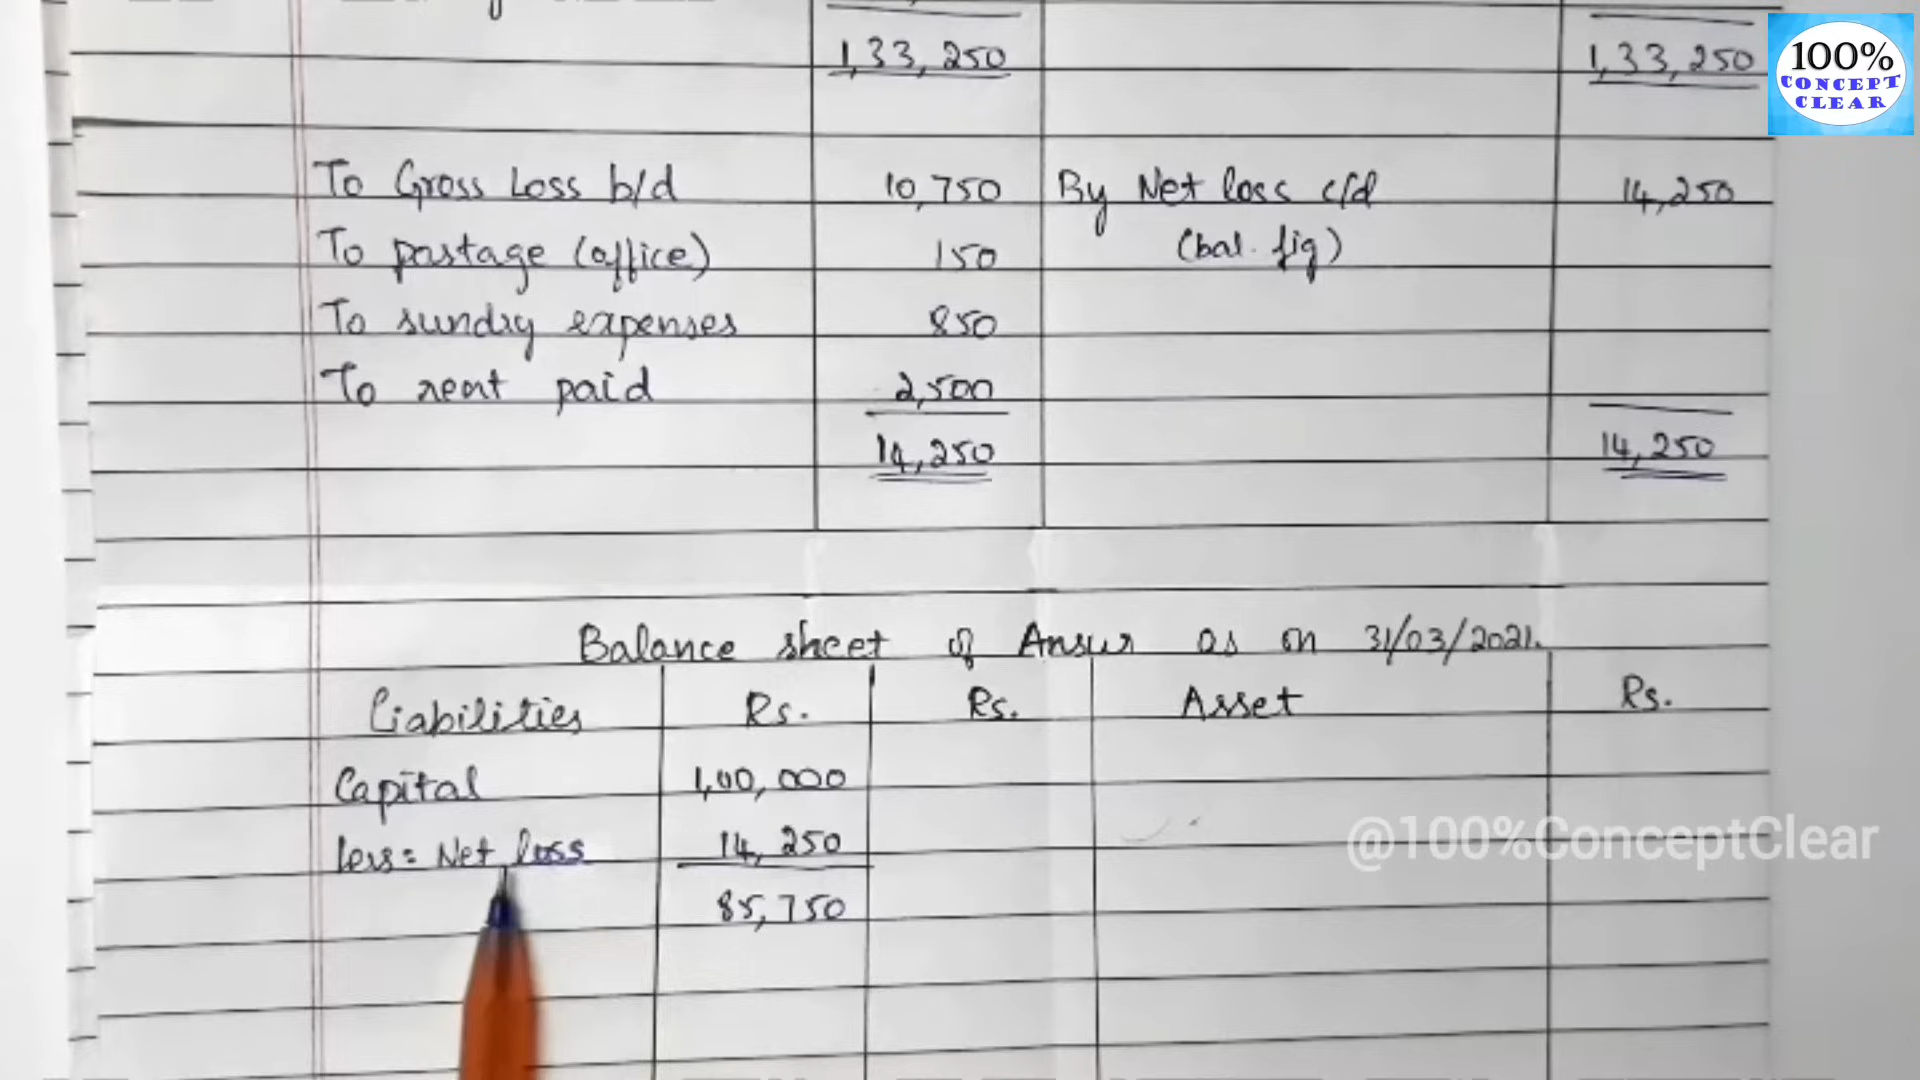 1,33,250 1,33,250
100%
CONCEPT
CLEAR
To Gross Loss b/d 10,750 By Net loss c/d 14,250
To postage (office) 150 (bal. fig)
To sundry expenses 850
To rent paid 2,500
14,250 14,250
Balance sheet of Ansur as on 31/03/2021.
Liabilities Rs. Rs. Asset Rs.
Capital 1,00,000
less: Net loss 14,250
85,750
@100%ConceptClear